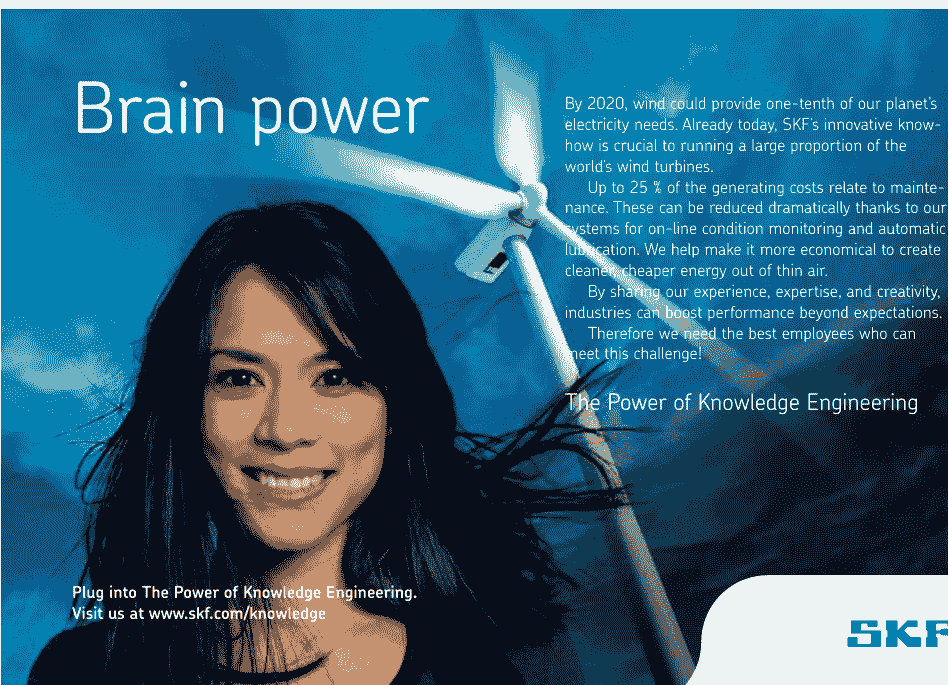 Brain power
By 2020, wind could provide one-tenth of our planet's
electricity needs. Already today, SKF's innovative know-
how is crucial to running a large proportion of the
world's wind turbines.
Up to 25 % of the generating costs relate to mainte-
nance. These can be reduced dramatically thanks to our
systems for on-line condition monitoring and automatic
lubrication. We help make it more economical to create
cleaner, cheaper energy out of thin air.
By sharing our experience, expertise, and creativity,
industries can boost performance beyond expectations.
Therefore we need the best employees who can
meet this challenge!
The Power of Knowledge Engineering
Plug into The Power of Knowledge Engineering.
Visit us at www.skf.com/knowledge
SKF